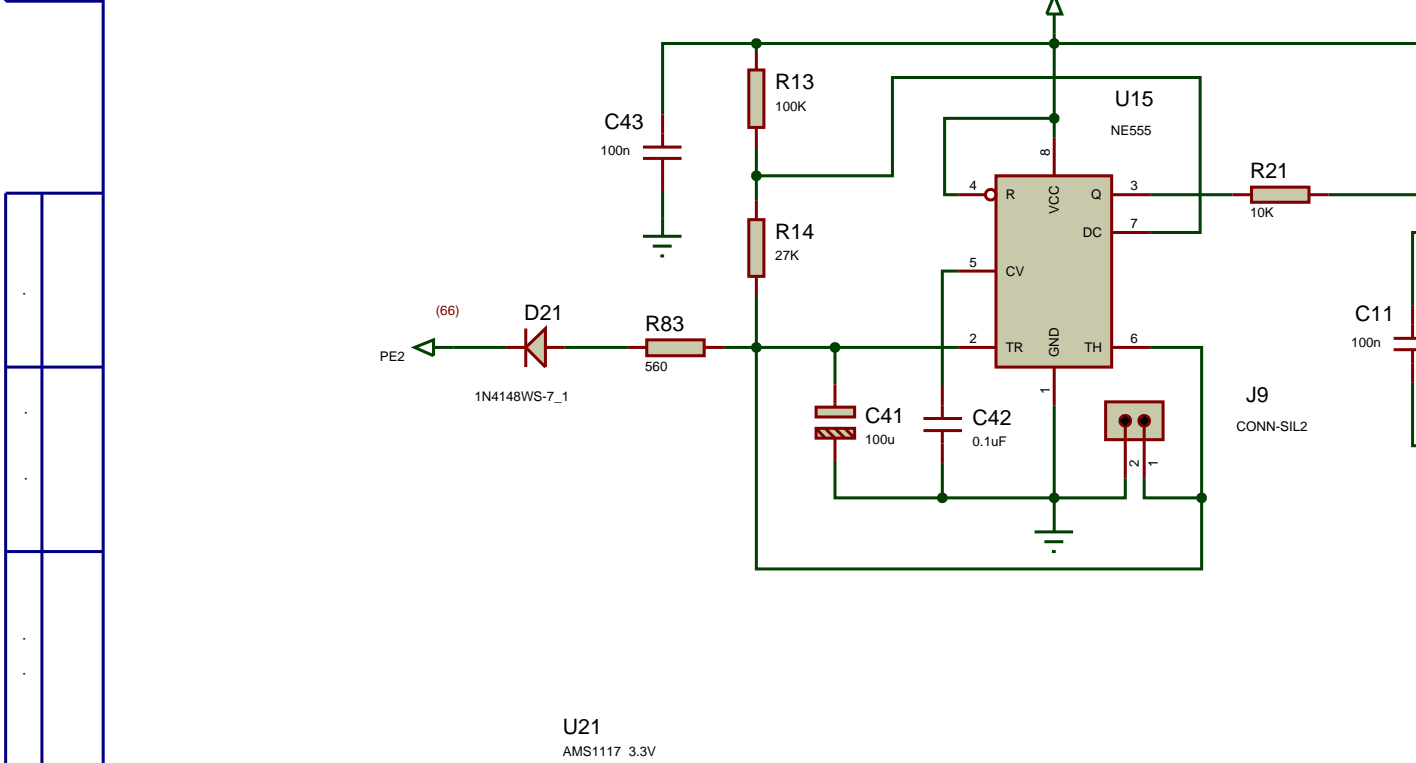 R13
100K
U15
NE555
C43
100n
8
VCC
4
R
Q
3
R21
10K
R14
27K
DC
7
5
CV
(66)
D21
R83
560
PE2
1N4148WS-7_1
2
TR
GND
TH
6
1
C11
100n
J9
CONN-SIL2
C41
100u
C42
0.1uF
2
1
U21
AMS1117 3.3V